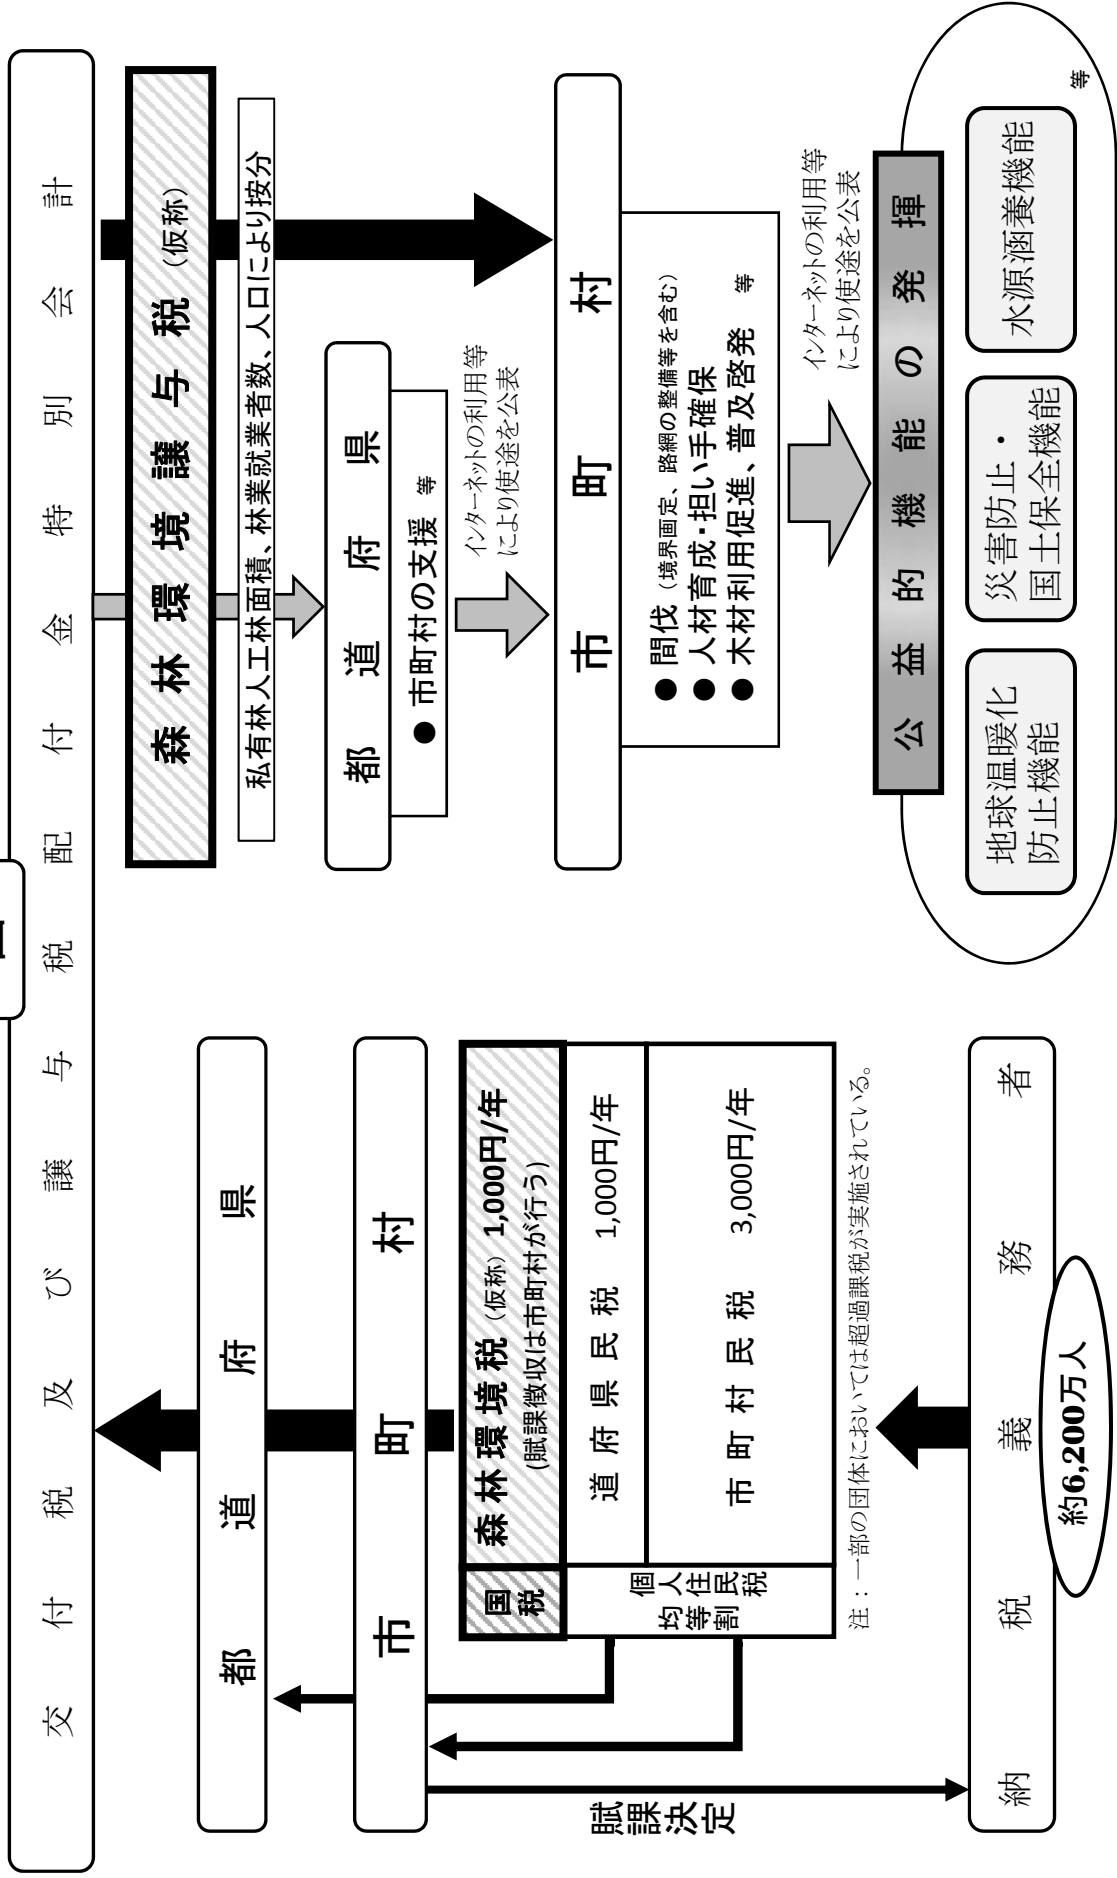 交付税及び譲与税配付金特別会計
都道府県
市町村
国税
森林環境税（仮称）1,000円/年
(賦課徴収は市町村が行う)
個人住民税
均等割
道府県民税 1,000円/年
市町村民税 3,000円/年
注：一部の団体においては超過課税が実施されている。
賦課決定
納税義務者
約6,200万人
森林環境譲与税（仮称）
私有林人工林面積、林業就業者数、人口により按分
都道府県
● 市町村の支援 等
インターネットの利用等
により使途を公表
市町村
● 間伐（境界画定、路網の整備等を含む）
● 人材育成・担い手確保
● 木材利用促進、普及啓発 等
インターネットの利用等
により使途を公表
公益的機能の発揮
地球温暖化
防止機能
災害防止・
国土保全機能
水源涵養機能
等